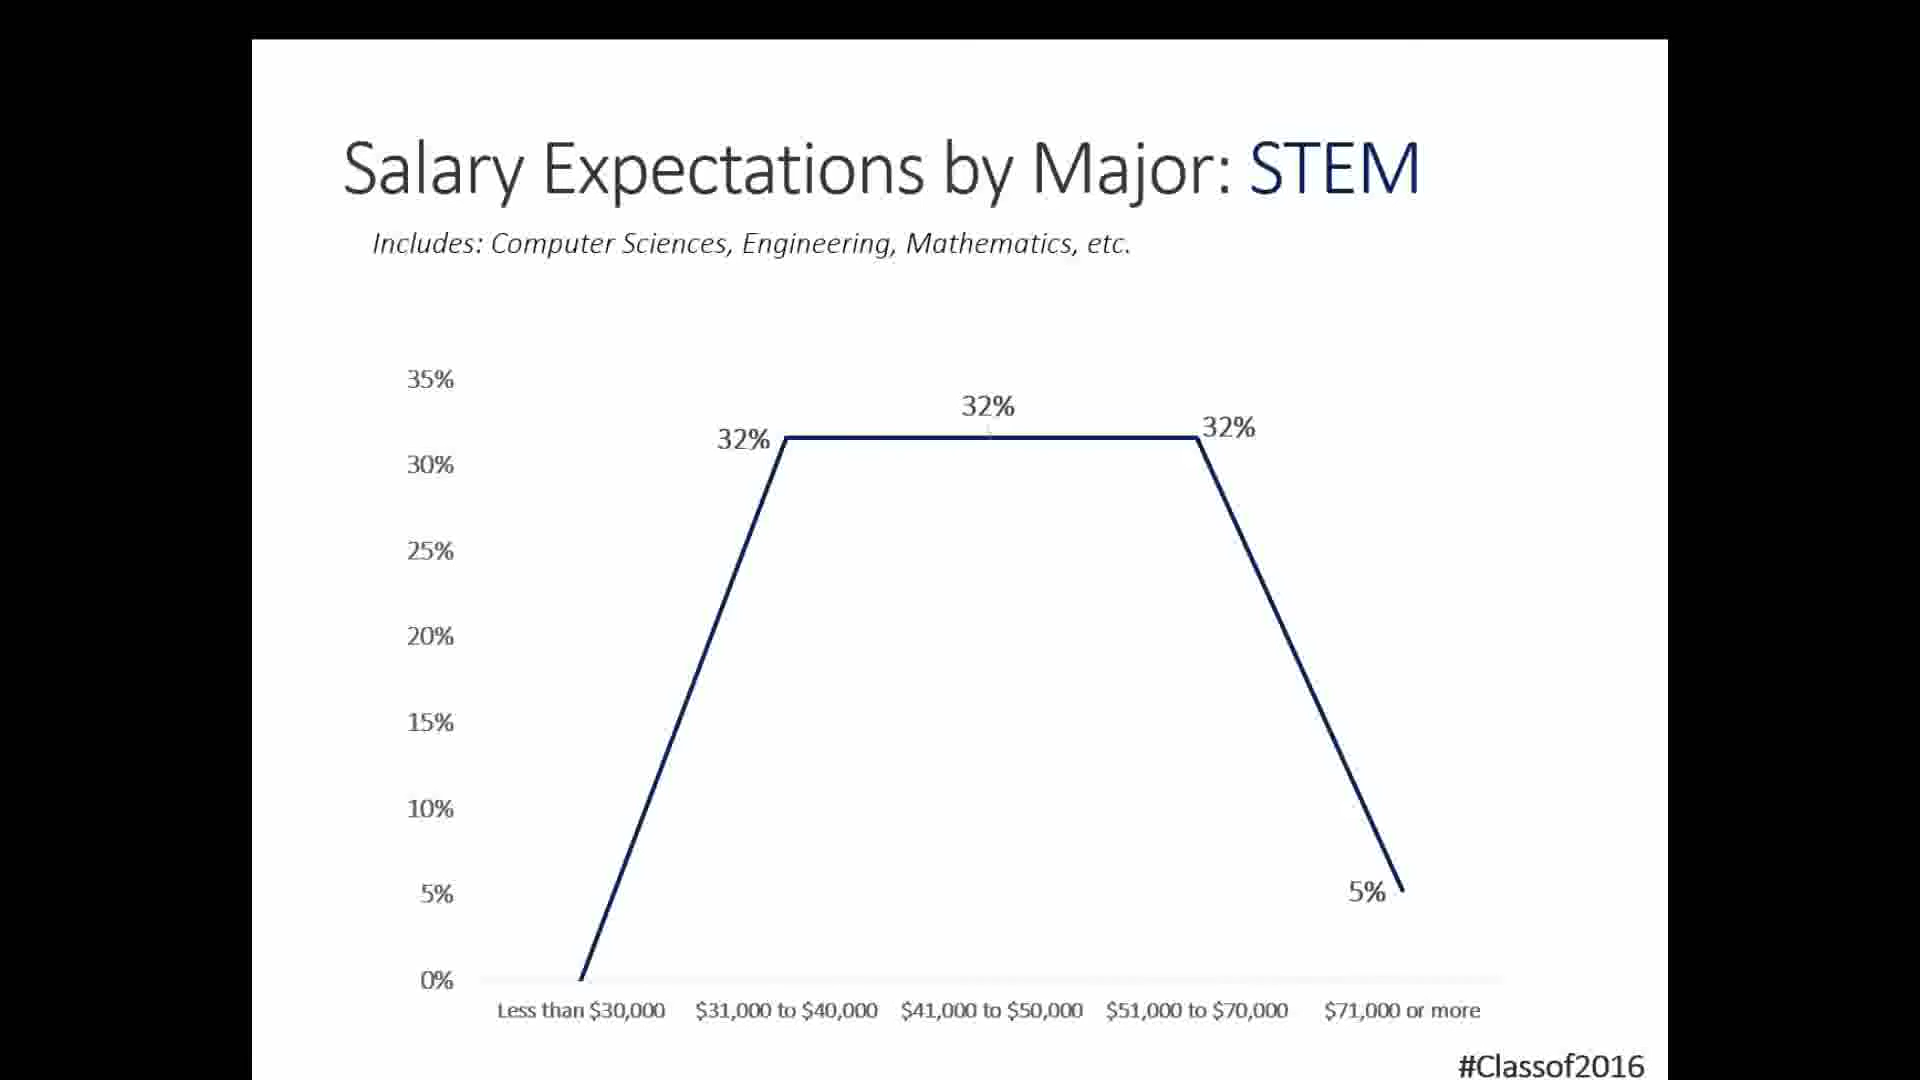 Salary Expectations by Major: STEM
Includes: Computer Sciences, Engineering, Mathematics, etc.
35%
30%
25%
20%
15%
10%
5%
0%
32%
32%
32%
5%
Less than $30,000
$31,000 to $40,000
$41,000 to $50,000
$51,000 to $70,000
$71,000 or more
#Classof2016